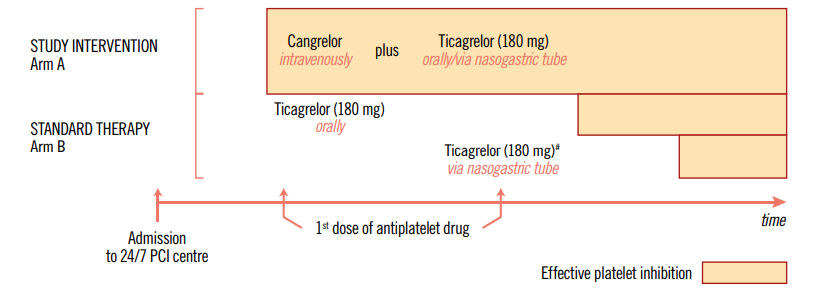 STUDY INTERVENTION
Arm A
Cangrelor
intravenously
plus
Ticagrelor (180 mg)
orally/via nasogastric tube
STANDARD THERAPY
Arm B
Ticagrelor (180 mg)
orally
Ticagrelor (180 mg)#
via nasogastric tube
Admission
to 24/7 PCI centre
1st dose of antiplatelet drug
time
Effective platelet inhibition